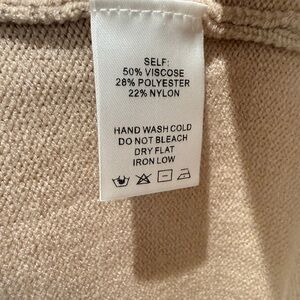 SELF:
50% VISCOSE
28% POLYESTER
22% NYLON
HAND WASH COLD
DO NOT BLEACH
DRY FLAT
IRON LOW